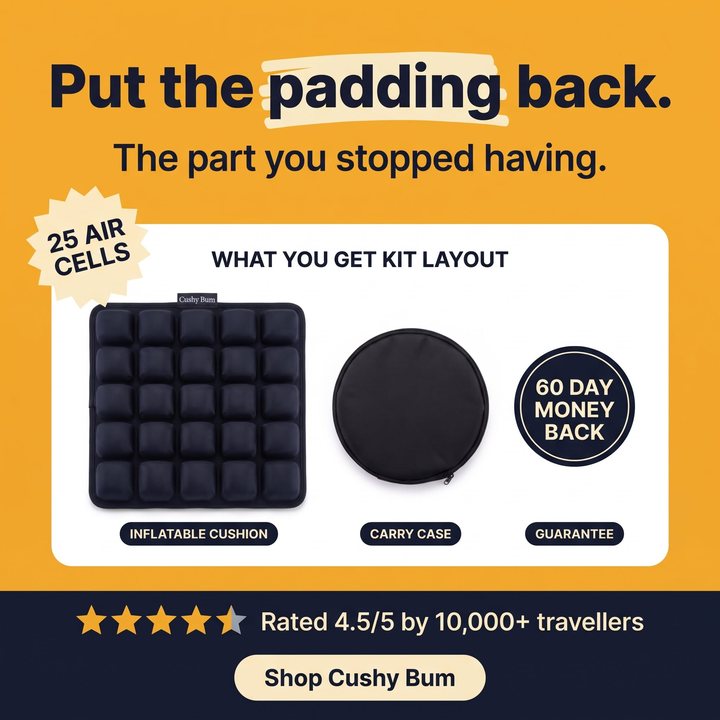 Put the padding back.
The part you stopped having.
25 AIR
CELLS
WHAT YOU GET KIT LAYOUT
Cushy Bum
60 DAY
MONEY
BACK
INFLATABLE CUSHION
CARRY CASE
GUARANTEE
Rated 4.5/5 by 10,000+ travellers
Shop Cushy Bum